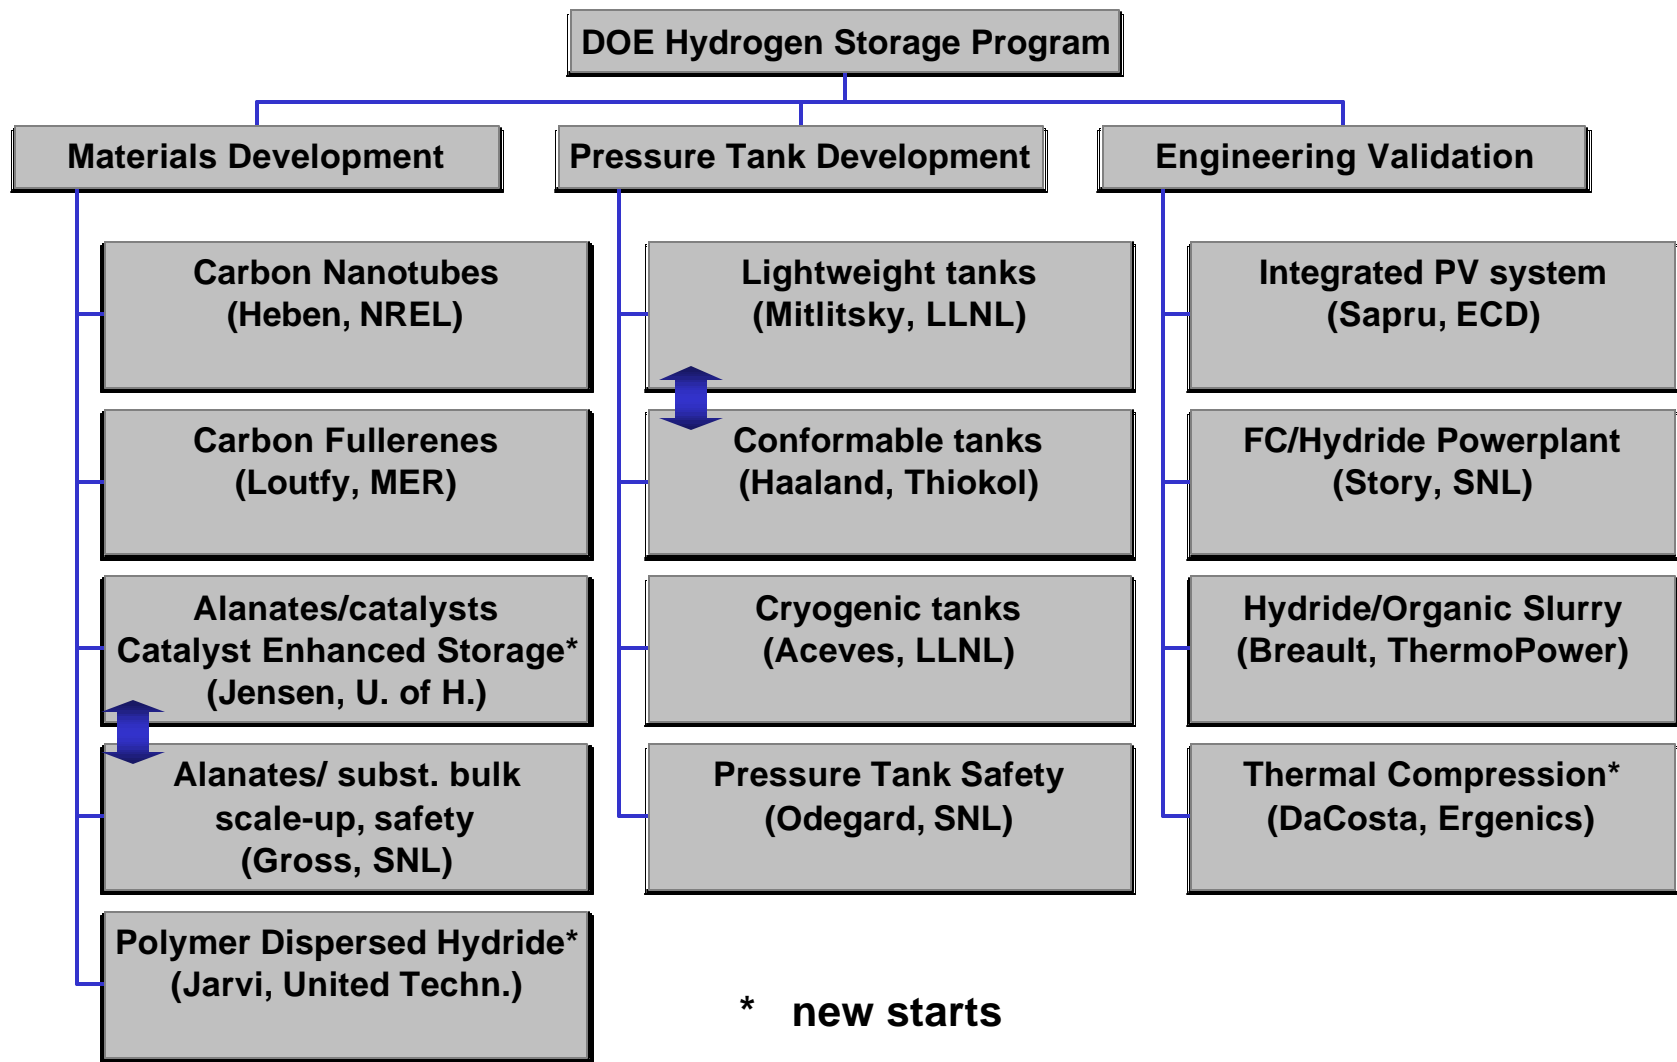 DOE Hydrogen Storage Program
Materials Development
Carbon Nanotubes
(Heben, NREL)
Carbon Fullerenes
(Loutfy, MER)
Alanates/catalysts
Catalyst Enhanced Storage*
(Jensen, U. of H.)
Alanates/ subst. bulk
scale-up, safety
(Gross, SNL)
Polymer Dispersed Hydride*
(Jarvi, United Techn.)
Pressure Tank Development
Lightweight tanks
(Mitlitsky, LLNL)
Conformable tanks
(Haaland, Thiokol)
Cryogenic tanks
(Aceves, LLNL)
Pressure Tank Safety
(Odegard, SNL)
Engineering Validation
Integrated PV system
(Sapru, ECD)
FC/Hydride Powerplant
(Story, SNL)
Hydride/Organic Slurry
(Breault, ThermoPower)
Thermal Compression*
(DaCosta, Ergenics)
* new starts